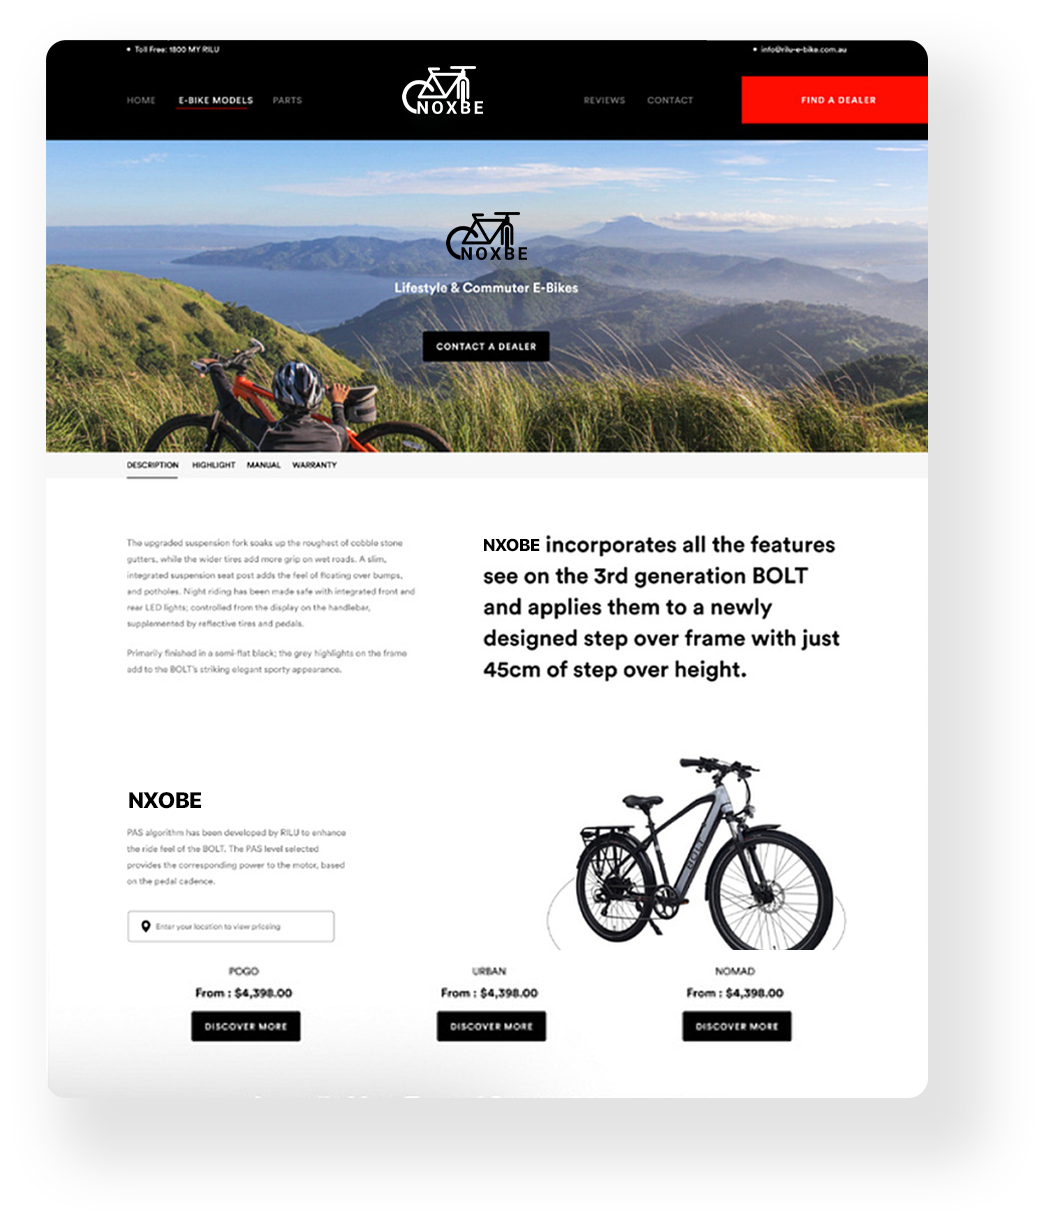 Toll Free: 1800 MY RILU
info@rilu-e-bike.com.au
HOME E-BIKE MODELS PARTS
NOXBE
REVIEWS CONTACT
FIND A DEALER
NOXBE
Lifestyle & Commuter E-Bikes
CONTACT A DEALER
DESCRIPTION HIGHLIGHT MANUAL WARRANTY
The upgraded suspension fork soaks up the roughest of cobble stone
gutters, while the wider tires add more grip on wet roads. A slim,
integrated suspension seat post adds the feel of floating over bumps,
and potholes. Night riding has been made safe with integrated front and
rear LED lights; controlled from the display on the handlebar,
supplemented by reflective tires and pedals.
Primarily finished in a semi-flat black; the grey highlights on the frame
add to the BOLT's striking elegant sporty appearance.
NXOBE incorporates all the features
see on the 3rd generation BOLT
and applies them to a newly
designed step over frame with just
45cm of step over height.
NXOBE
PAS algorithm has been developed by RILU to enhance
the ride feel of the BOLT. The PAS level selected
provides the corresponding power to the motor, based
on the pedal cadence.
Enter your location to view pricing
POGO
From : $4,398.00
DISCOVER MORE
URBAN
From : $4,398.00
DISCOVER MORE
NOMAD
From : $4,398.00
DISCOVER MORE